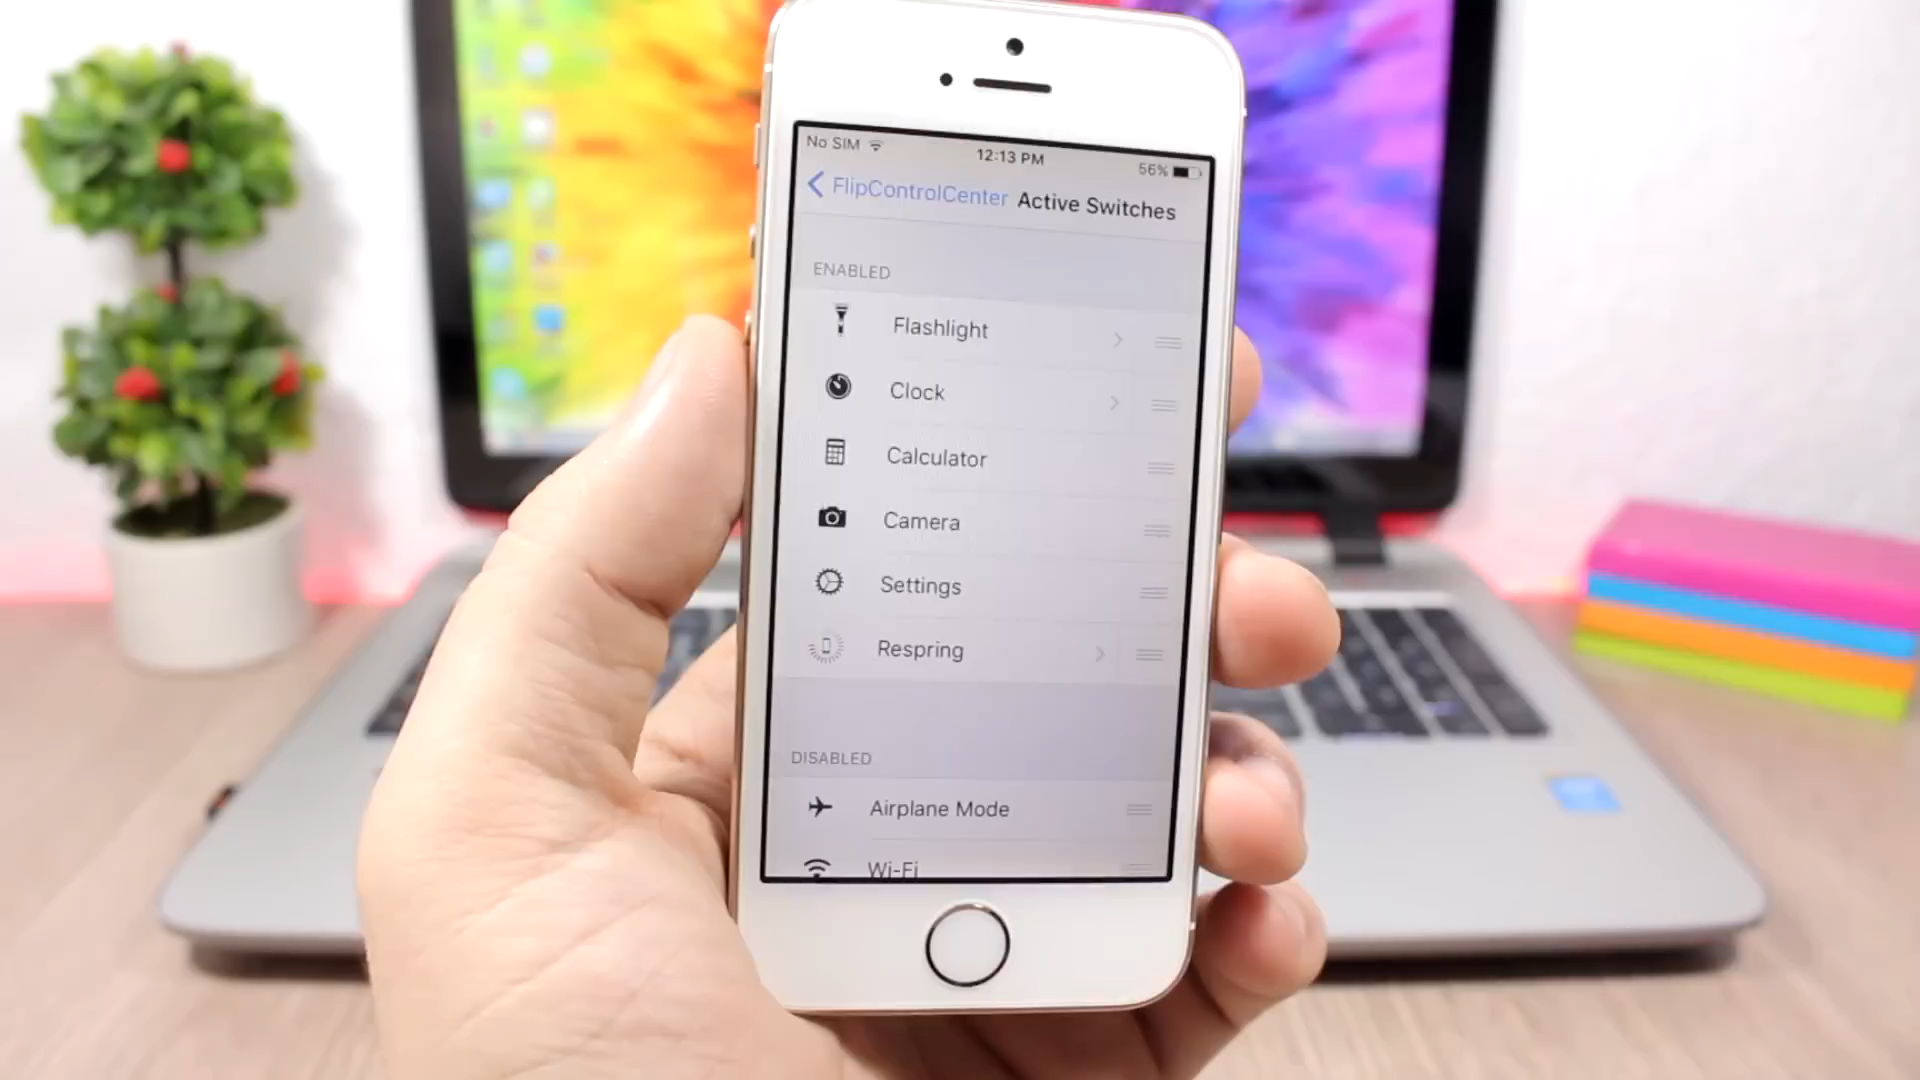 No SIM
12:13 PM
56%
FlipControlCenter Active Switches
ENABLED
Flashlight
Clock
Calculator
Camera
Settings
Respring
DISABLED
Airplane Mode
Wi-Fi